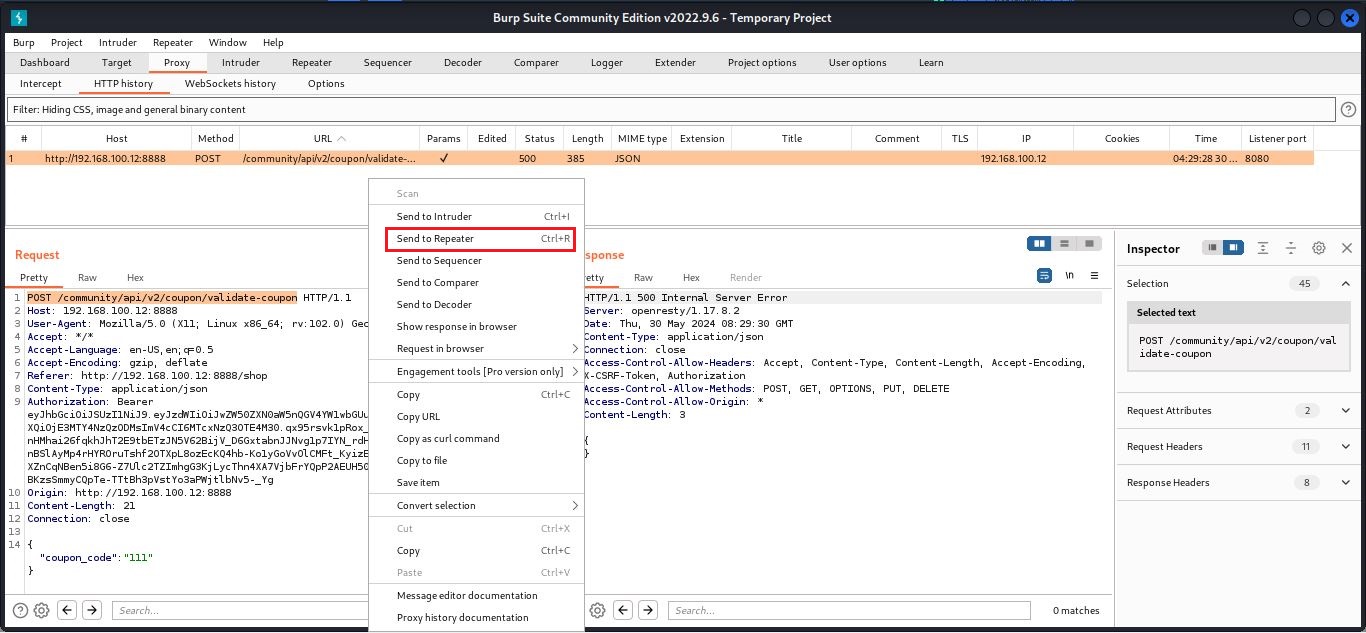 Burp Suite Community Edition v2022.9.6 - Temporary Project
Burp Project Intruder Repeater Window Help
Dashboard Target Proxy Intruder Repeater Sequencer Decoder Comparer Logger Extender Project options User options Learn
Intercept HTTP history WebSockets history Options
Filter: Hiding CSS, image and general binary content
# Host Method URL Params Edited Status Length MIME type Extension Title Comment TLS IP Cookies Time Listener port
1 http://192.168.100.12:8888 POST /community/api/v2/coupon/validate-... ✓ 500 385 JSON 192.168.100.12 04:29:28 30 ... 8080
Scan
Send to Intruder Ctrl+I
Send to Repeater Ctrl+R
Send to Sequencer
Send to Comparer
Send to Decoder
Show response in browser
Request in browser
Engagement tools [Pro version only]
Copy Ctrl+C
Copy URL
Copy as curl command
Copy to file
Save item
Convert selection
Cut Ctrl+X
Copy Ctrl+C
Paste Ctrl+V
Message editor documentation
Proxy history documentation
Request
Pretty Raw Hex
1 POST /community/api/v2/coupon/validate-coupon HTTP/1.1
2 Host: 192.168.100.12:8888
3 User-Agent: Mozilla/5.0 (X11; Linux x86_64; rv:102.0) Gec
4 Accept: */*
5 Accept-Language: en-US,en;q=0.5
6 Accept-Encoding: gzip, deflate
7 Referer: http://192.168.100.12:8888/shop
8 Content-Type: application/json
9 Authorization: Bearer
10 Origin: http://192.168.100.12:8888
11 Content-Length: 21
12 Connection: close
13
14 {
"coupon_code":"111"
}
Search...
sponse
etty Raw Hex Render
\n
HTTP/1.1 500 Internal Server Error
Server: openresty/1.17.8.2
Date: Thu, 30 May 2024 08:29:30 GMT
Content-Type: application/json
Connection: close
Access-Control-Allow-Headers: Accept, Content-Type, Content-Length, Accept-Encoding,
X-CSRF-Token, Authorization
Access-Control-Allow-Methods: POST, GET, OPTIONS, PUT, DELETE
Access-Control-Allow-Origin: *
Content-Length: 3
{
}
Search...
0 matches
Inspector
Selection 45
Selected text
POST /community/api/v2/coupon/val
idate-coupon
Request Attributes 2
Request Headers 11
Response Headers 8